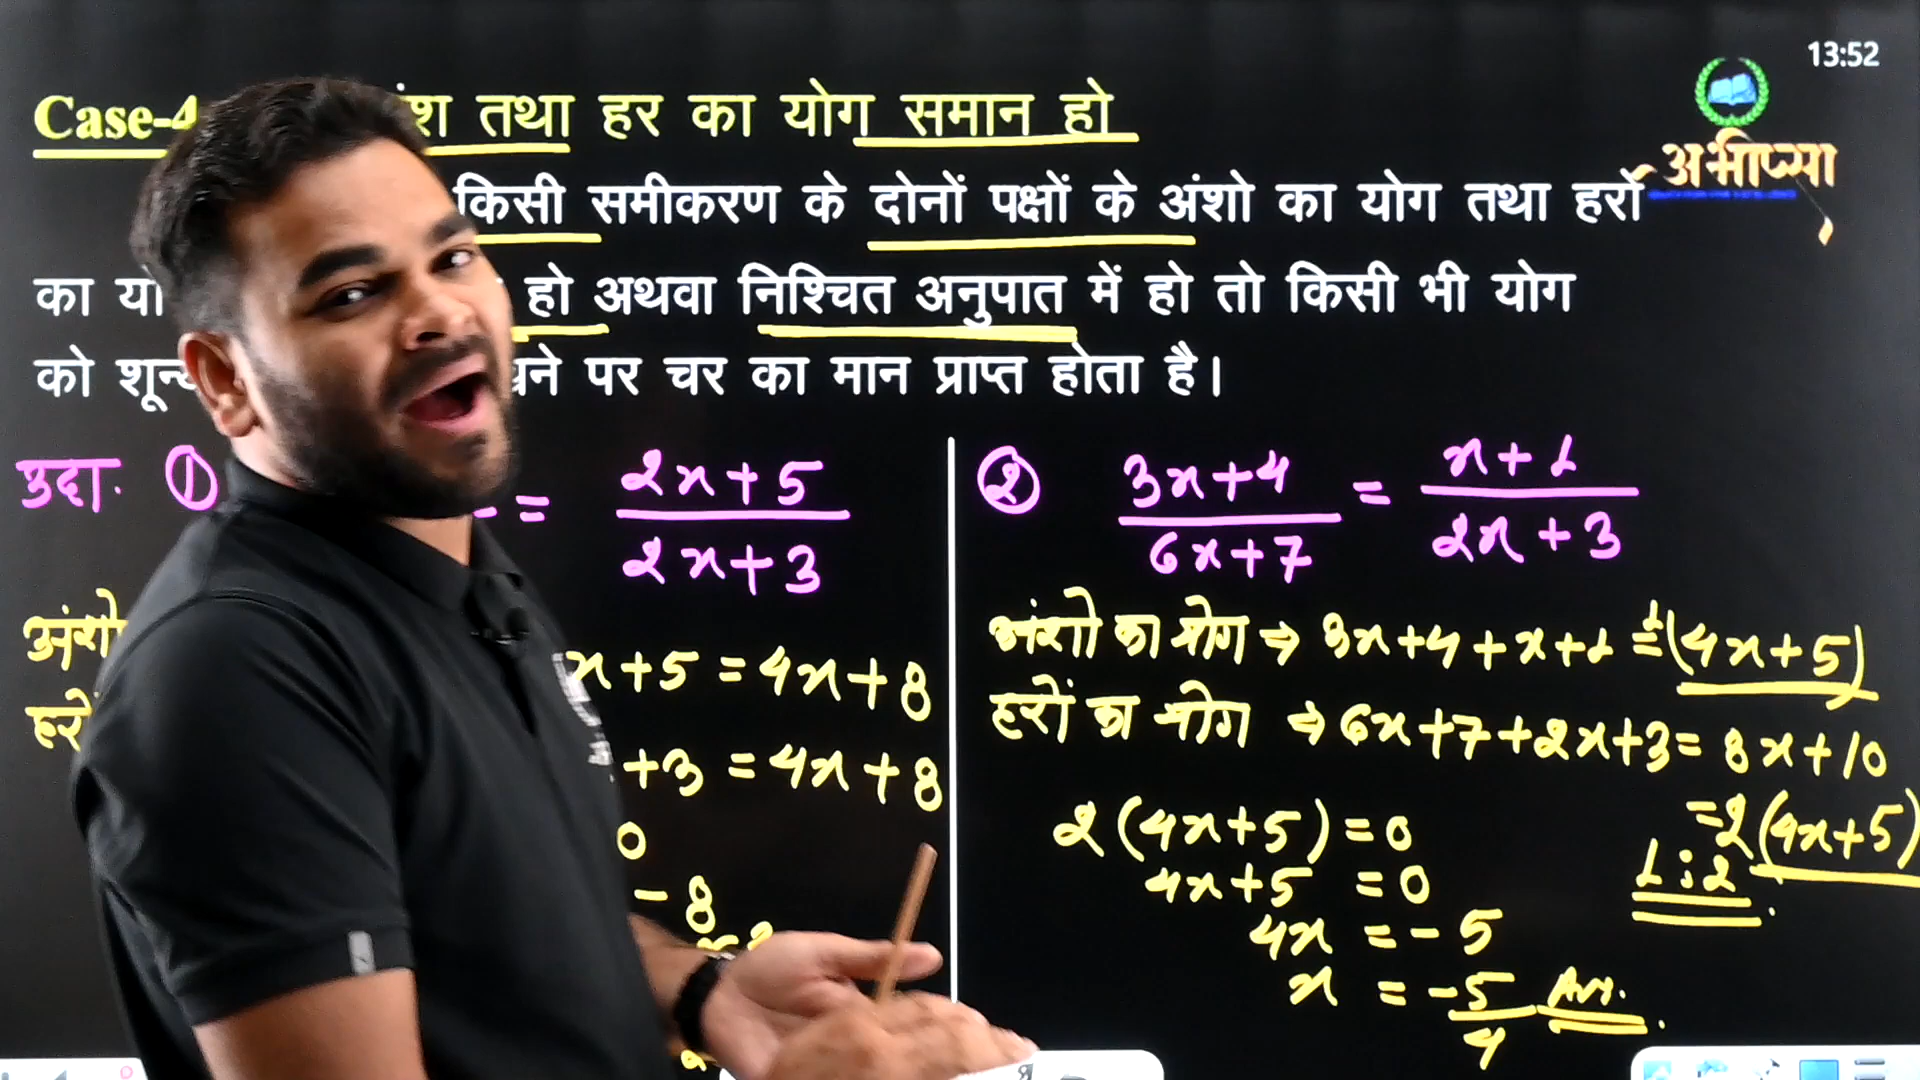 13:52
अभीप्सा
Case-4 तथा हर का योग समान हो
किसी समीकरण के दोनों पक्षों के अंशो का योग तथा हरों
का हो अथवा निश्चित अनुपात में हो तो किसी भी योग
को पर चर का मान प्राप्त होता है।
उदा. ①
= 2x+5 / 2x+3
x+5 = 4x+8
+3 = 4x+8
0
- 8
② 3x+4 / 6x+7 = x+1 / 2x+3
अंशो का योग → 3x+4+x+1 = 1(4x+5)
हरों का योग → 6x+7+2x+3 = 8x+10
= 2(4x+5)
1:2
2(4x+5) = 0
4x+5 = 0
4x = -5
x = -5/4 Ans.